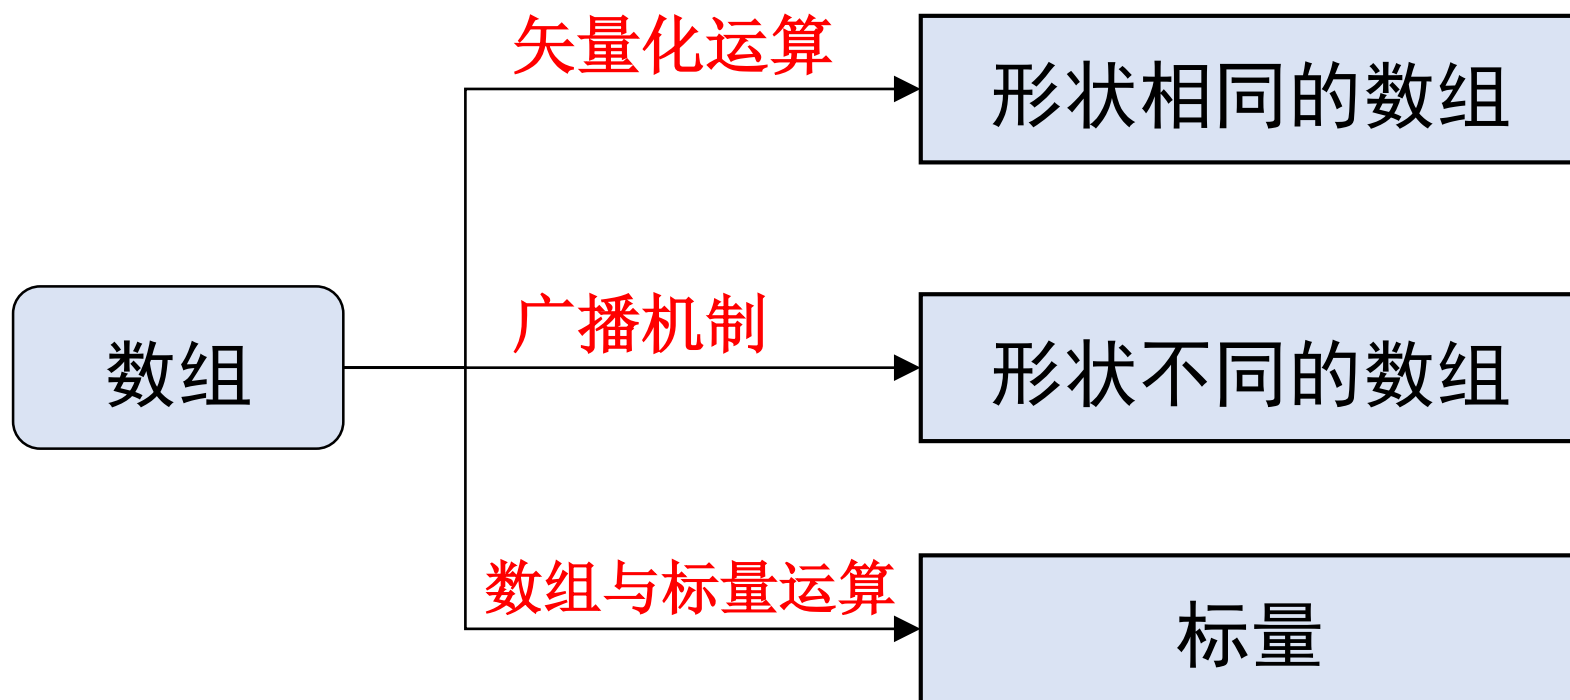 矢量化运算
形状相同的数组
数组
广播机制
形状不同的数组
数组与标量运算
标量